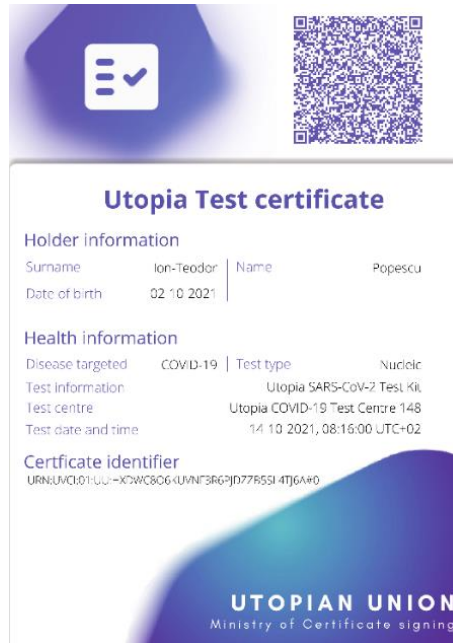 Utopia Test certificate
Holder information
Surname Ion-Teodor Name Popescu
Date of birth 02-10-2021
Health information
Disease targeted COVID-19 Test type Nucleic
Test information Utopia SARS-CoV-2 Test Kit
Test centre Utopia COVID-19 Test Centre 148
Test date and time 14-10-2021, 08:16:00 UTC+02
Certficate identifier
UTOPIAN UNION
Ministry of Certificate signing